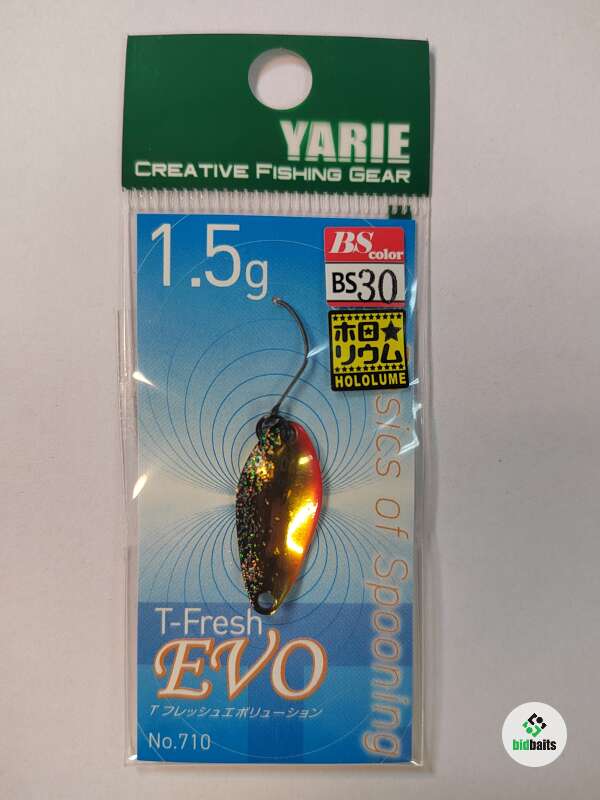 YARIE
CREATIVE FISHING GEAR
1.5g
BS color
BS30
ホロ★
リウム
HOLOLUME
sics of Spooning
T-Fresh
EVO
T フレッシュエボリューション
No.710
bidbaits